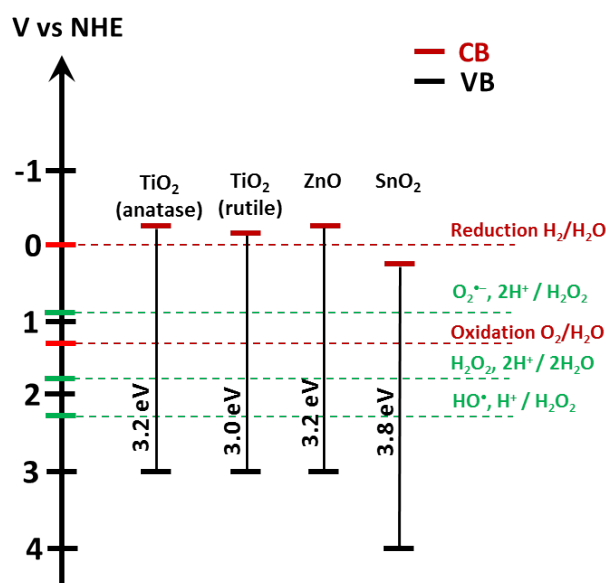 V vs NHE
CB
VB
-1
0
1
2
3
4
TiO₂
(anatase)
TiO₂
(rutile)
ZnO
SnO₂
3.2 eV
3.0 eV
3.2 eV
3.8 eV
Reduction H₂/H₂O
O₂•⁻, 2H⁺ / H₂O₂
Oxidation O₂/H₂O
H₂O₂, 2H⁺ / 2H₂O
HO•, H⁺ / H₂O₂